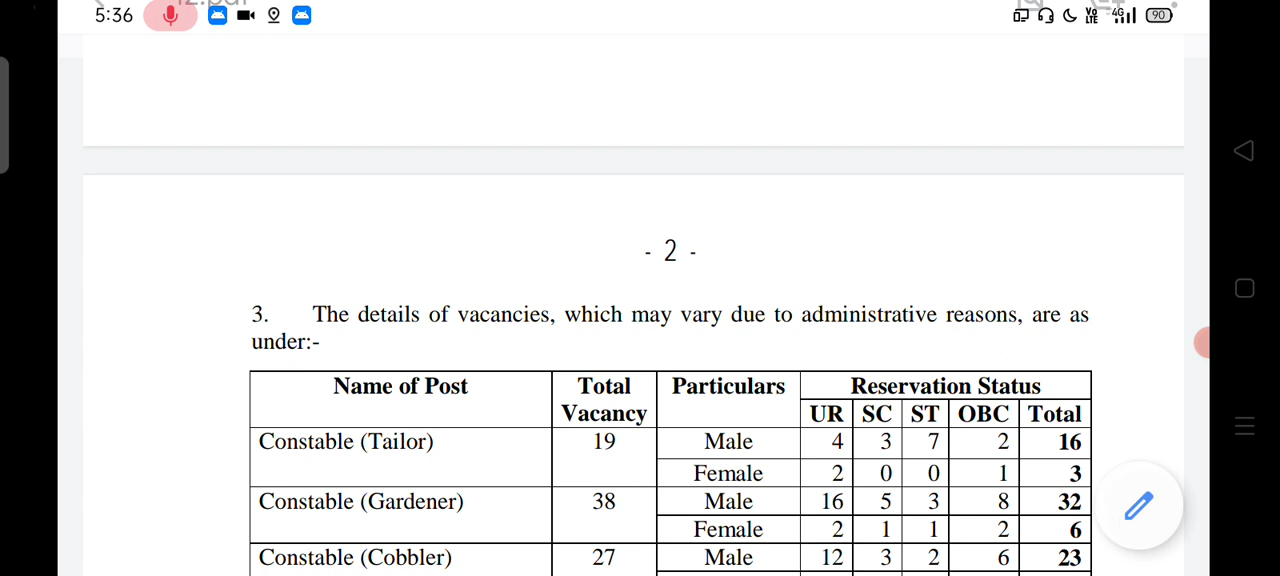 5:36 VO LTE 4G 90
- 2 -
3. The details of vacancies, which may vary due to administrative reasons, are as
under:-
Name of Post Total Vacancy Particulars Reservation Status
UR SC ST OBC Total
Constable (Tailor) 19 Male 4 3 7 2 16
Female 2 0 0 1 3
Constable (Gardener) 38 Male 16 5 3 8 32
Female 2 1 1 2 6
Constable (Cobbler) 27 Male 12 3 2 6 23